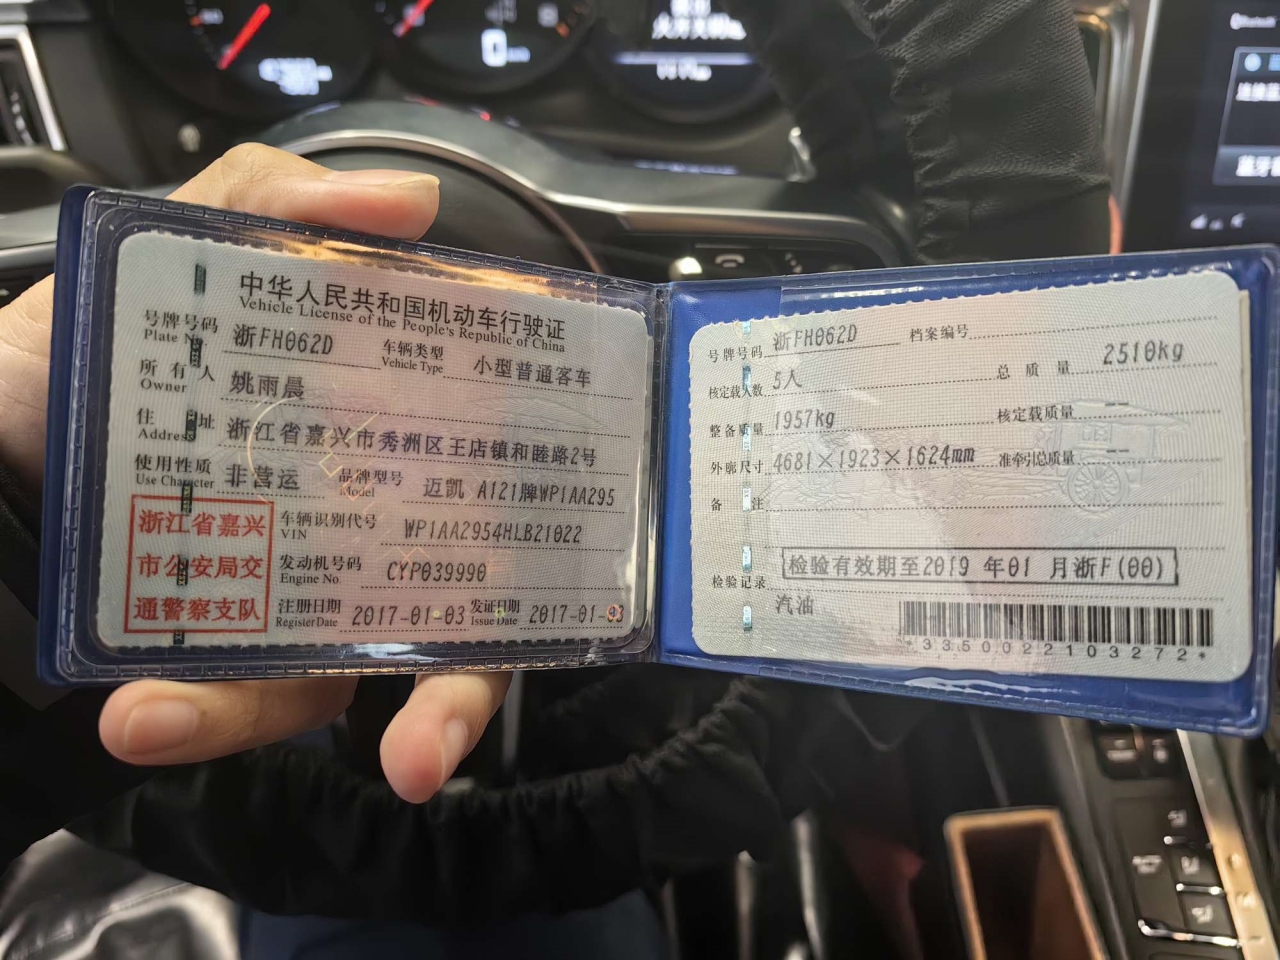 中华人民共和国机动车行驶证
Vehicle License of the People's Republic of China
号牌号码 浙FH062D 车辆类型 小型普通客车
Plate No. Vehicle Type
所有人 姚雨晨
Owner
住址 浙江省嘉兴市秀洲区王店镇和睦路2号
Address
使用性质 非营运 品牌型号 迈凯 A121牌WP1AA295
Use Character Model
浙江省嘉兴
市公安局交
通警察支队
车辆识别代号 WP1AA2954HLB21022
VIN
发动机号码 CYP039990
Engine No.
注册日期 2017-01-03 发证日期 2017-01-03
Register Date Issue Date
号牌号码 浙FH062D 档案编号
核定载人数 5人 总质量 2510kg
整备质量 1957kg 核定载质量 --
外廓尺寸 4681×1923×1624mm 准牵引总质量 --
备注
检验记录 检验有效期至2019 年01 月浙F(00)
汽油
*3350022103272*
0
Bluetooth